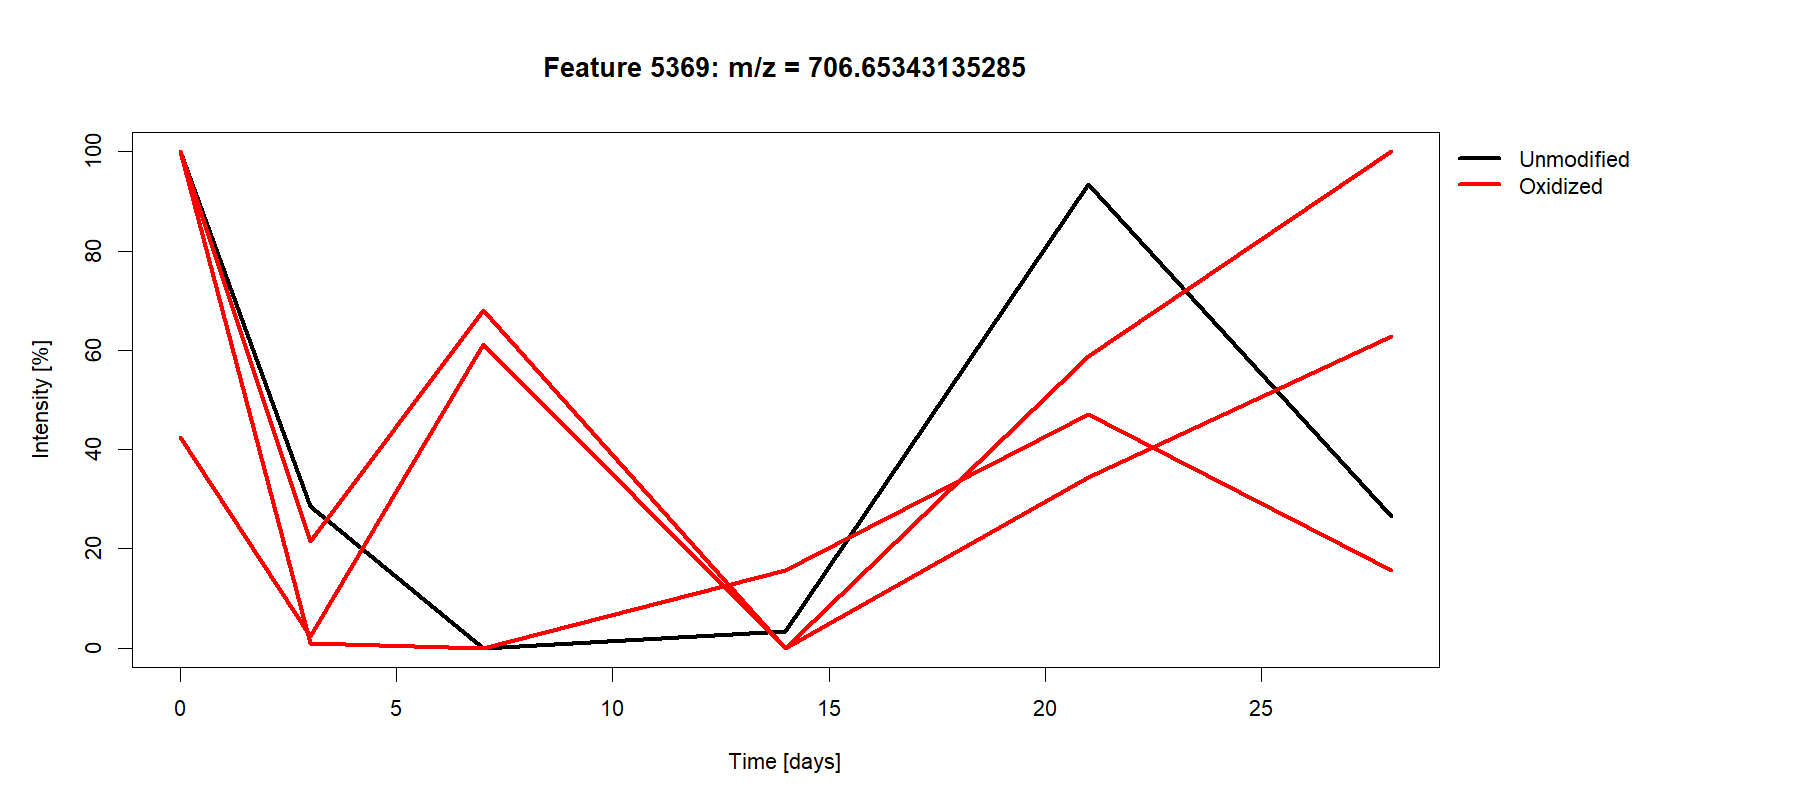 Feature 5369: m/z = 706.65343135285
Unmodified
Oxidized
Intensity [%]
100
80
60
40
20
0
0 5 10 15 20 25
Time [days]